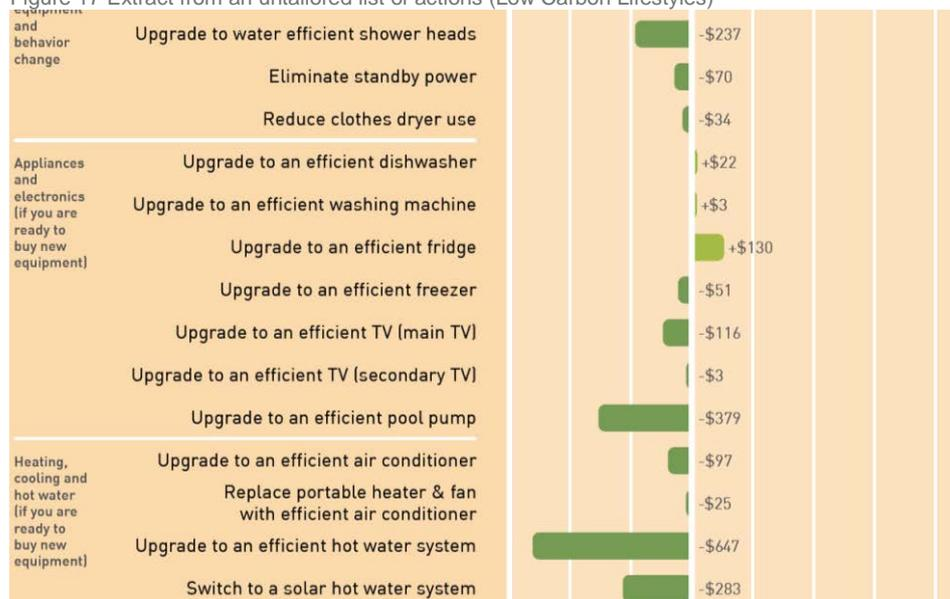 Figure 17 Extract from an untailored list of actions (Low Carbon Lifestyles)
equipment
and
behavior
change
Upgrade to water efficient shower heads -$237
Eliminate standby power -$70
Reduce clothes dryer use -$34
Appliances
and
electronics
(if you are
ready to
buy new
equipment)
Upgrade to an efficient dishwasher +$22
Upgrade to an efficient washing machine +$3
Upgrade to an efficient fridge +$130
Upgrade to an efficient freezer -$51
Upgrade to an efficient TV (main TV) -$116
Upgrade to an efficient TV (secondary TV) -$3
Upgrade to an efficient pool pump -$379
Heating,
cooling and
hot water
(if you are
ready to
buy new
equipment)
Upgrade to an efficient air conditioner -$97
Replace portable heater & fan
with efficient air conditioner -$25
Upgrade to an efficient hot water system -$647
Switch to a solar hot water system -$283